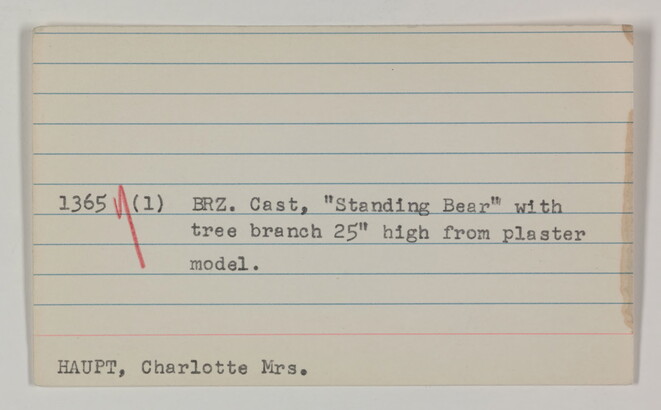 1365 (1) BRZ. Cast, "Standing Bear" with
tree branch 25" high from plaster
model.
HAUPT, Charlotte Mrs.